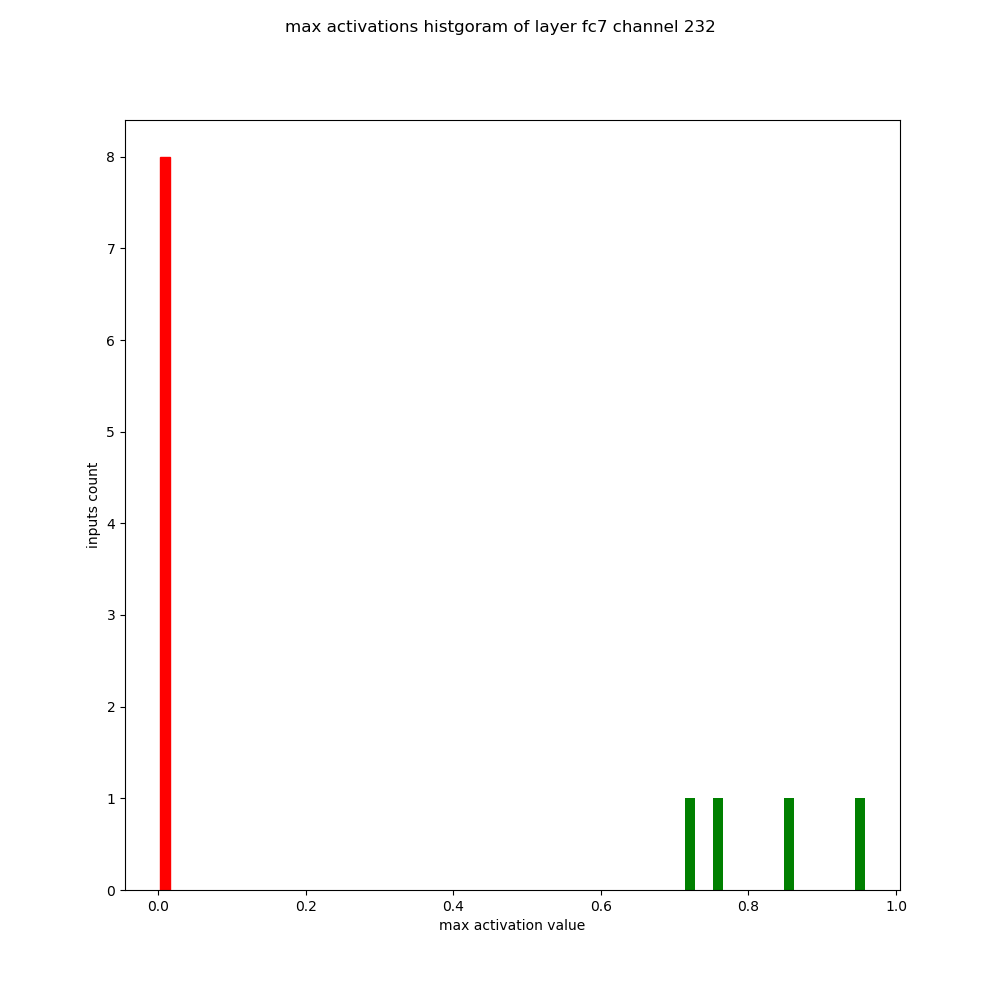 max activations histgoram of layer fc7 channel 232
8
7
6
5
4
3
2
1
0
inputs count
0.0 0.2 0.4 0.6 0.8 1.0
max activation value